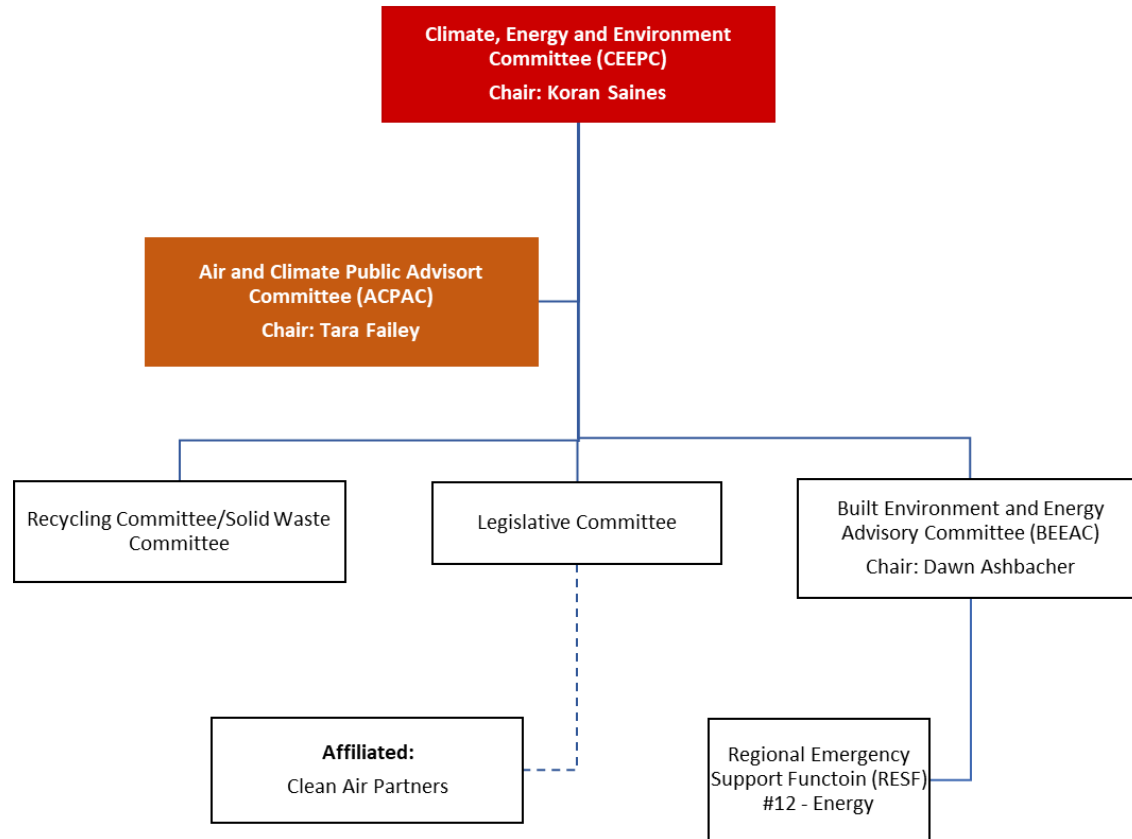 Climate, Energy and Environment
Committee (CEEPC)
Chair: Koran Saines
Air and Climate Public Advisort
Committee (ACPAC)
Chair: Tara Failey
Recycling Committee/Solid Waste
Committee
Legislative Committee
Built Environment and Energy
Advisory Committee (BEEAC)
Chair: Dawn Ashbacher
Affiliated:
Clean Air Partners
Regional Emergency
Support Functoin (RESF)
#12 - Energy